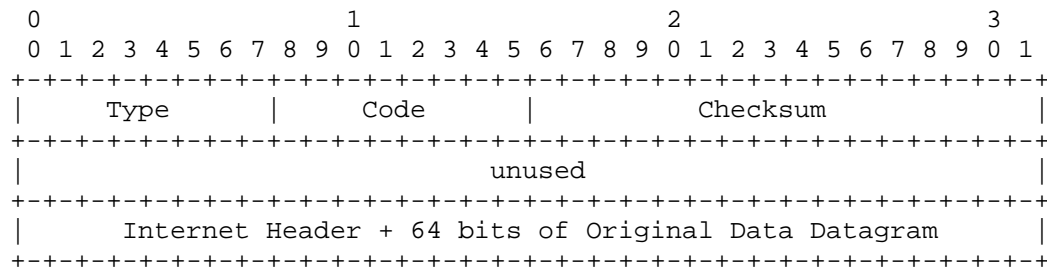 0                   1                   2                   3
0 1 2 3 4 5 6 7 8 9 0 1 2 3 4 5 6 7 8 9 0 1 2 3 4 5 6 7 8 9 0 1
+-+-+-+-+-+-+-+-+-+-+-+-+-+-+-+-+-+-+-+-+-+-+-+-+-+-+-+-+-+-+-+-+
|     Type      |     Code      |          Checksum             |
+-+-+-+-+-+-+-+-+-+-+-+-+-+-+-+-+-+-+-+-+-+-+-+-+-+-+-+-+-+-+-+-+
|                             unused                            |
+-+-+-+-+-+-+-+-+-+-+-+-+-+-+-+-+-+-+-+-+-+-+-+-+-+-+-+-+-+-+-+-+
|      Internet Header + 64 bits of Original Data Datagram      |
+-+-+-+-+-+-+-+-+-+-+-+-+-+-+-+-+-+-+-+-+-+-+-+-+-+-+-+-+-+-+-+-+